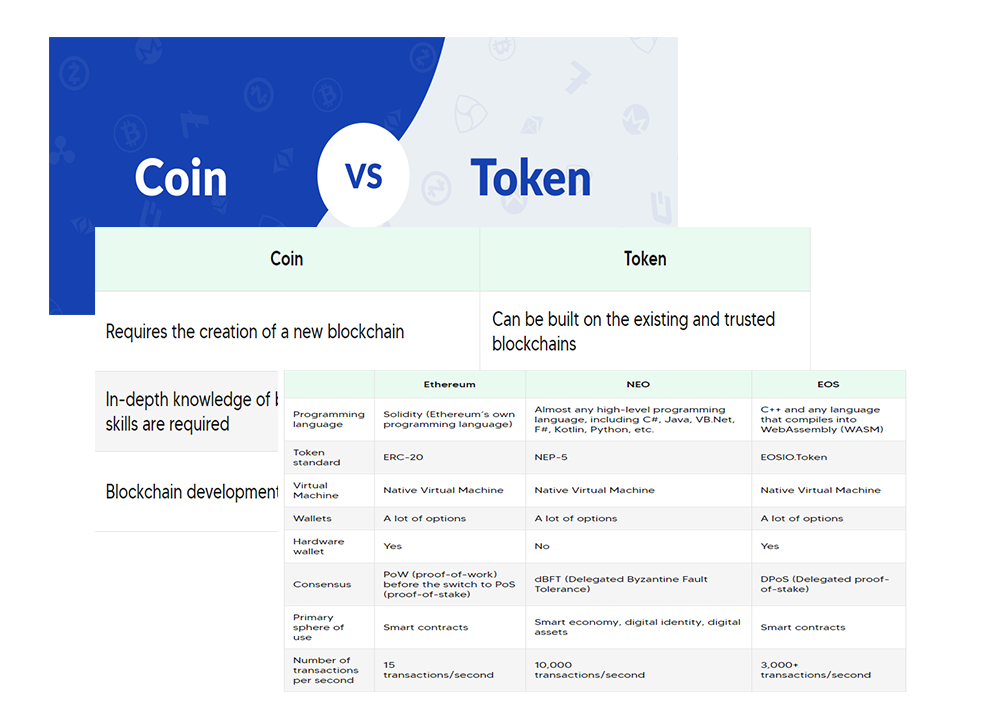 Coin
VS
Token
Coin
Token
Requires the creation of a new blockchain
Can be built on the existing and trusted
blockchains
In-depth knowledge of
skills are required
Blockchain development
Ethereum
NEO
EOS
Programming
language
Solidity (Ethereum's own
programming language)
Almost any high-level programming
language, including C#, Java, VB.Net,
F#, Kotlin, Python, etc.
C++ and any language
that compiles into
WebAssembly (WASM)
Token
standard
ERC-20
NEP-5
EOSIO.Token
Virtual
Machine
Native Virtual Machine
Native Virtual Machine
Native Virtual Machine
Wallets
A lot of options
A lot of options
A lot of options
Hardware
wallet
Yes
No
Yes
Consensus
PoW (proof-of-work)
before the switch to PoS
(proof-of-stake)
dBFT (Delegated Byzantine Fault
Tolerance)
DPoS (Delegated proof-
of-stake)
Primary
sphere of
use
Smart contracts
Smart economy, digital identity, digital
assets
Smart contracts
Number of
transactions
per second
15
transactions/second
10,000
transactions/second
3,000+
transactions/second